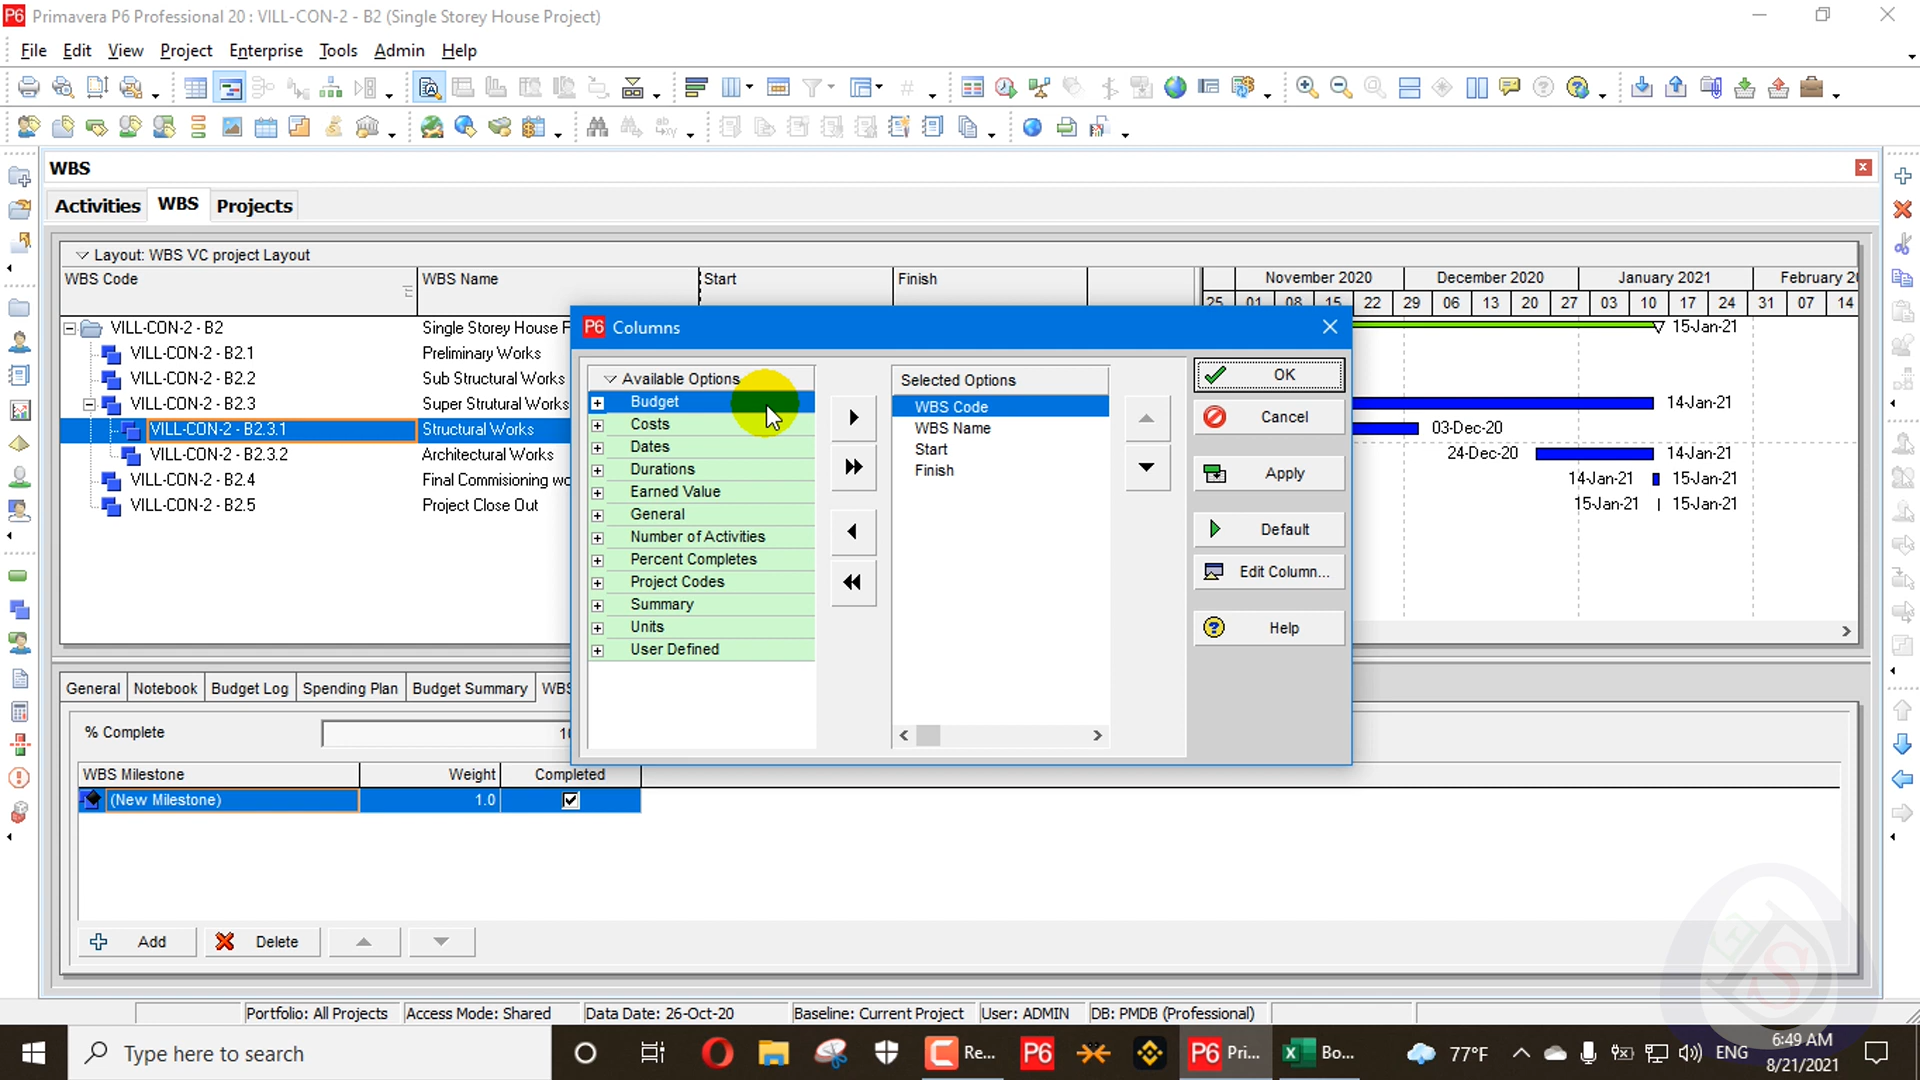 P6 Primavera P6 Professional 20 : VILL-CON-2 - B2 (Single Storey House Project)
File Edit View Project Enterprise Tools Admin Help
WBS
Activities WBS Projects
Layout: WBS VC project Layout
WBS Code WBS Name Start Finish
November 2020 December 2020 January 2021 February 2
25 01 08 15 22 29 06 13 20 27 03 10 17 24 31 07 14
VILL-CON-2 - B2 Single Storey House 15-Jan-21
VILL-CON-2 - B2.1 Preliminary Works
VILL-CON-2 - B2.2 Sub Structural Works
VILL-CON-2 - B2.3 Super Strutural Works 14-Jan-21
VILL-CON-2 - B2.3.1 Structural Works 03-Dec-20
VILL-CON-2 - B2.3.2 Architectural Works 24-Dec-20 14-Jan-21
VILL-CON-2 - B2.4 Final Commisioning wo 14-Jan-21 15-Jan-21
VILL-CON-2 - B2.5 Project Close Out 15-Jan-21 15-Jan-21
P6 Columns
Available Options
Budget
Costs
Dates
Durations
Earned Value
General
Number of Activities
Percent Completes
Project Codes
Summary
Units
User Defined
Selected Options
WBS Code
WBS Name
Start
Finish
OK
Cancel
Apply
Default
Edit Column...
Help
General Notebook Budget Log Spending Plan Budget Summary WBS
% Complete 10
WBS Milestone Weight Completed
(New Milestone) 1.0
Add Delete
Portfolio: All Projects Access Mode: Shared Data Date: 26-Oct-20 Baseline: Current Project User: ADMIN DB: PMDB (Professional)
Type here to search Re... P6 P6 Pri... Bo... 77°F ENG 6:49 AM
8/21/2021